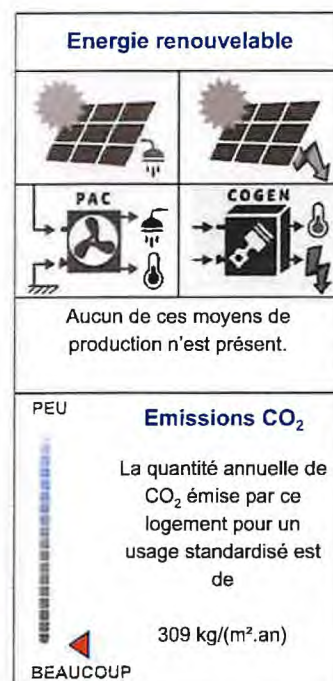 Energie renouvelable
PAC
COGEN
Aucun de ces moyens de
production n'est présent.
PEU
Emissions CO₂
La quantité annuelle de
CO₂ émise par ce
logement pour un
usage standardisé est
de
309 kg/(m².an)
BEAUCOUP